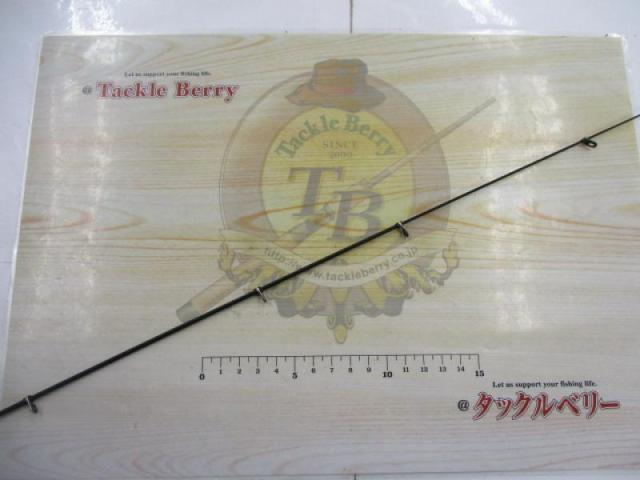 Let us support your fishing life.
@ Tackle Berry
Tackle Berry
SINCE
2000
T&B
http://www.tackleberry.co.jp
0 1 2 3 4 5 6 7 8 9 10 11 12 13 14 15
Let us support your fishing life.
@ タックルベリー